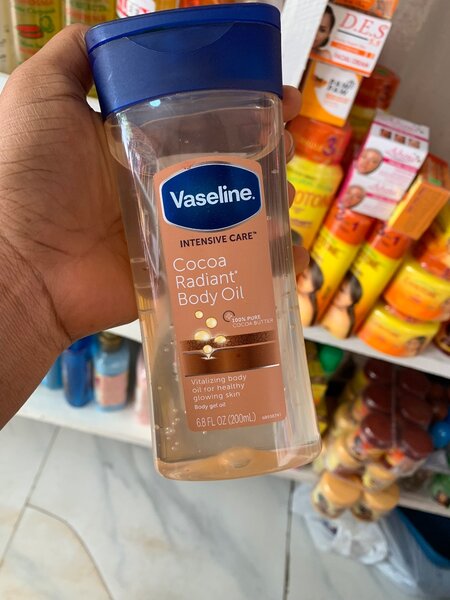 Vaseline.
INTENSIVE CARE™
Cocoa
Radiant®
Body Oil
100% PURE
COCOA BUTTER
Vitalizing body
oil for healthy
glowing skin
Body gel oil
6.8 FL OZ (200mL)
D.E.S